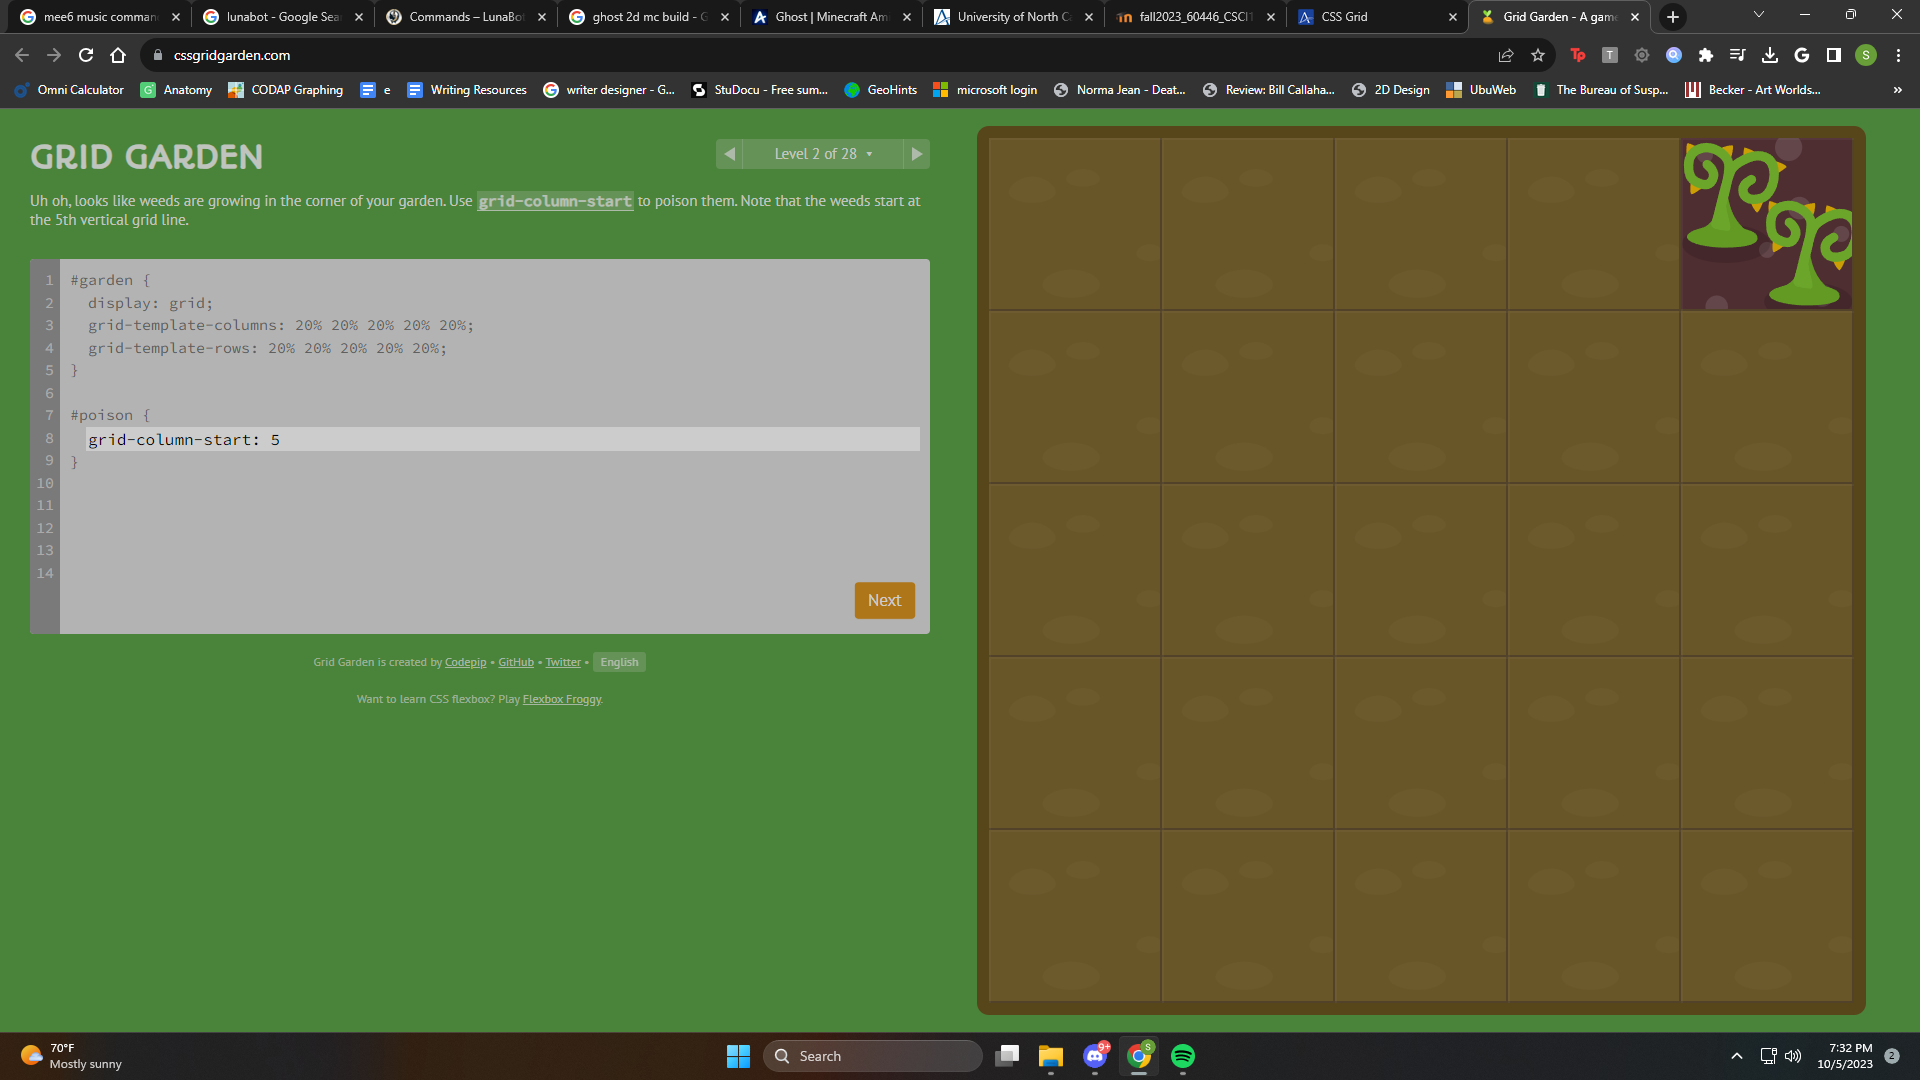 mee6 music comman
lunabot - Google Sea
Commands – LunaBo
ghost 2d mc build - G
Ghost | Minecraft Am
University of North C
fall2023_60446_CSCI
CSS Grid
Grid Garden - A game
cssgridgarden.com
Omni Calculator
Anatomy
CODAP Graphing
e
Writing Resources
writer designer - G...
StuDocu - Free sum...
GeoHints
microsoft login
Norma Jean - Deat...
Review: Bill Callaha...
2D Design
UbuWeb
The Bureau of Susp...
Becker - Art Worlds...
GRID GARDEN
Level 2 of 28
Uh oh, looks like weeds are growing in the corner of your garden. Use grid-column-start to poison them. Note that the weeds start at
the 5th vertical grid line.
1 #garden {
2 display: grid;
3 grid-template-columns: 20% 20% 20% 20% 20%;
4 grid-template-rows: 20% 20% 20% 20% 20%;
5 }
6
7 #poison {
8 grid-column-start: 5
9 }
10
11
12
13
14
Next
Grid Garden is created by Codepip • GitHub • Twitter • English
Want to learn CSS flexbox? Play Flexbox Froggy.
70°F
Mostly sunny
Search
9+
S
7:32 PM
10/5/2023
2